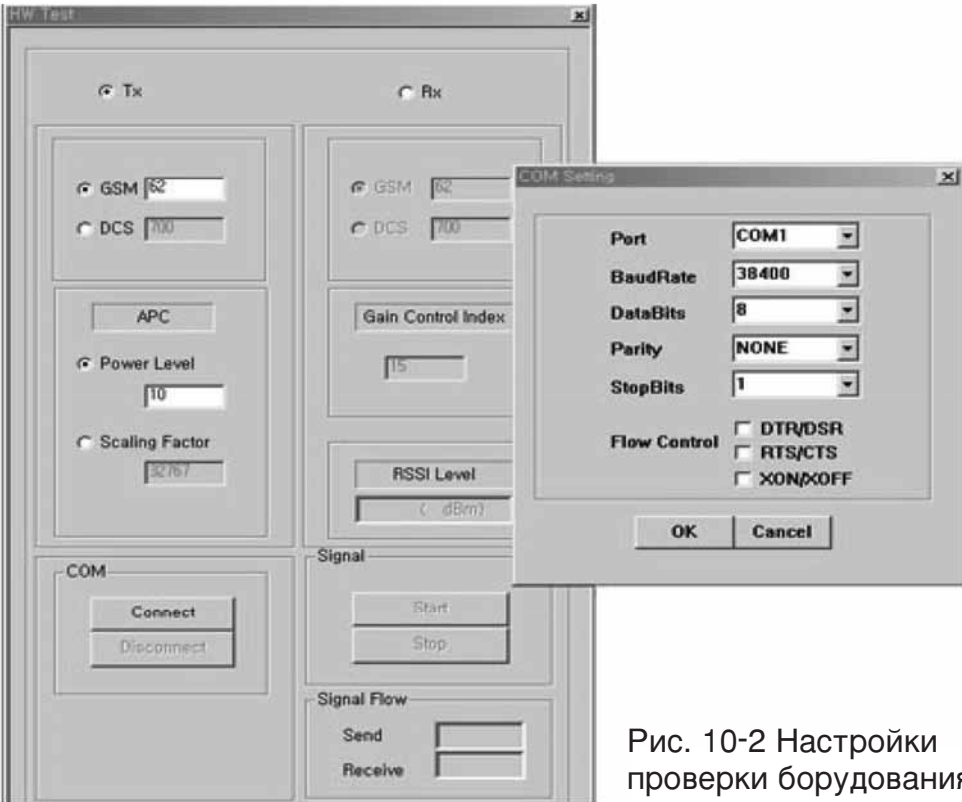 HW Test
Tx
Rx
GSM 62
DCS 700
GSM 62
DCS 700
APC
Power Level
10
Scaling Factor
32767
Gain Control Index
15
RSSI Level
( dBm)
COM
Connect
Disconnect
Signal
Start
Stop
Signal Flow
Send
Receive
COM Setting
Port COM1
BaudRate 38400
DataBits 8
Parity NONE
StopBits 1
Flow Control
DTR/DSR
RTS/CTS
XON/XOFF
OK Cancel
Рис. 10-2 Настройки
проверки борудования